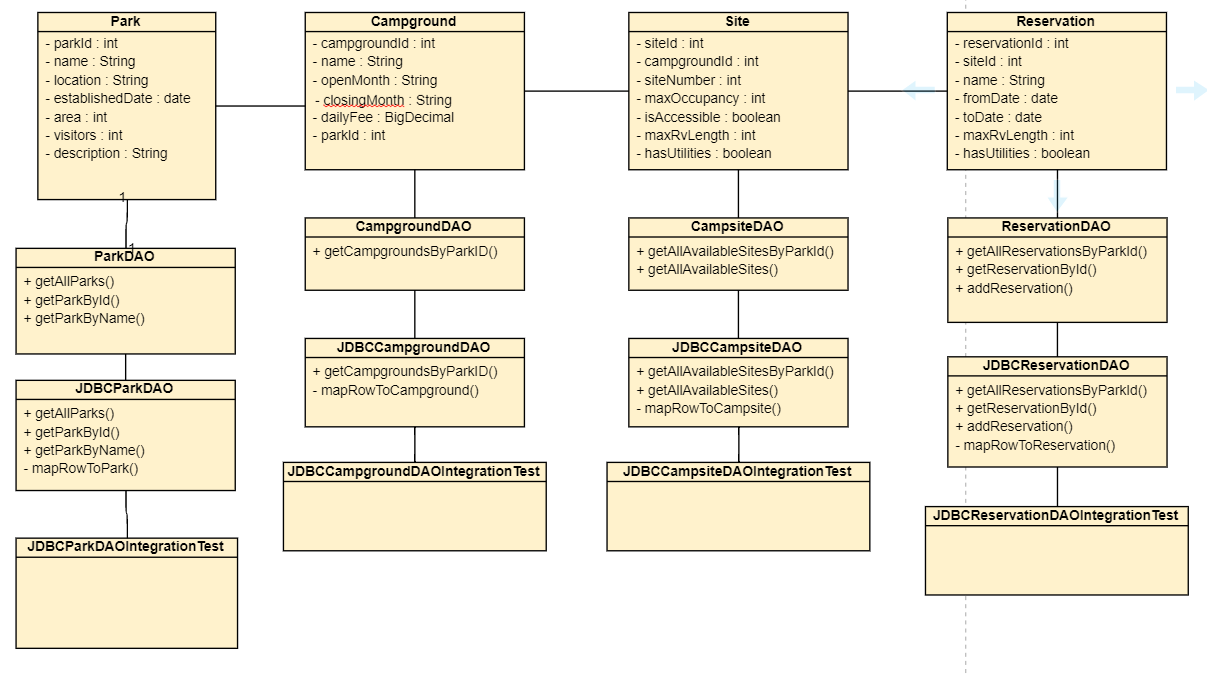 Park
- parkId : int
- name : String
- location : String
- establishedDate : date
- area : int
- visitors : int
- description : String
1
1
ParkDAO
+ getAllParks()
+ getParkById()
+ getParkByName()
JDBCParkDAO
+ getAllParks()
+ getParkById()
+ getParkByName()
- mapRowToPark()
JDBCParkDAOIntegrationTest
Campground
- campgroundId : int
- name : String
- openMonth : String
- closingMonth : String
- dailyFee : BigDecimal
- parkId : int
CampgroundDAO
+ getCampgroundsByParkID()
JDBCCampgroundDAO
+ getCampgroundsByParkID()
- mapRowToCampground()
JDBCCampgroundDAOIntegrationTest
Site
- siteId : int
- campgroundId : int
- siteNumber : int
- maxOccupancy : int
- isAccessible : boolean
- maxRvLength : int
- hasUtilities : boolean
CampsiteDAO
+ getAllAvailableSitesByParkId()
+ getAllAvailableSites()
JDBCCampsiteDAO
+ getAllAvailableSitesByParkId()
+ getAllAvailableSites()
- mapRowToCampsite()
JDBCCampsiteDAOIntegrationTest
Reservation
- reservationId : int
- siteId : int
- name : String
- fromDate : date
- toDate : date
- maxRvLength : int
- hasUtilities : boolean
ReservationDAO
+ getAllReservationsByParkId()
+ getReservationById()
+ addReservation()
JDBCReservationDAO
+ getAllReservationsByParkId()
+ getReservationById()
+ addReservation()
- mapRowToReservation()
JDBCReservationDAOIntegrationTest